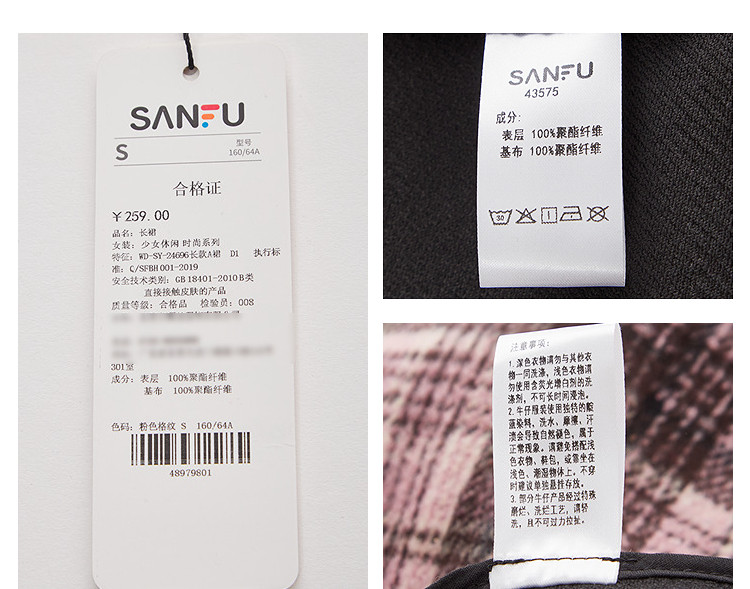 SANFU
S
型号
160/64A
合格证
￥259.00
品名：长裙
女装：少女休闲 时尚系列
特征：WD-SY-24696长款A裙 D1 执行标
准：Q/SFBH 001-2019
安全技术类别：GB 18401-2010 B类
直接接触皮肤的产品
质量等级：合格品 检验员：008
301室
成分：表层 100%聚酯纤维
基布 100%聚酯纤维
色码：粉色格纹 S 160/64A
48979801
SANFU
43575
成分：
表层 100%聚酯纤维
基布 100%聚酯纤维
30
注意事项：
1.深色衣物请勿与其他衣
物一同洗涤，浅色衣物请
勿使用含荧光增白剂的洗
涤剂，不可长时间浸泡。
2.牛仔服装使用独特的靛
蓝染料，洗水、摩擦、汗
渍会导致自然褪色，属于
正常现象。请避免搭配浅
色衣物、鞋包，或靠坐在
浅色、潮湿物体上。不穿
时建议单独悬挂存放。
3.部分牛仔产品经过特殊
磨烂、洗烂工艺，请轻
洗，且不可过力拉扯。